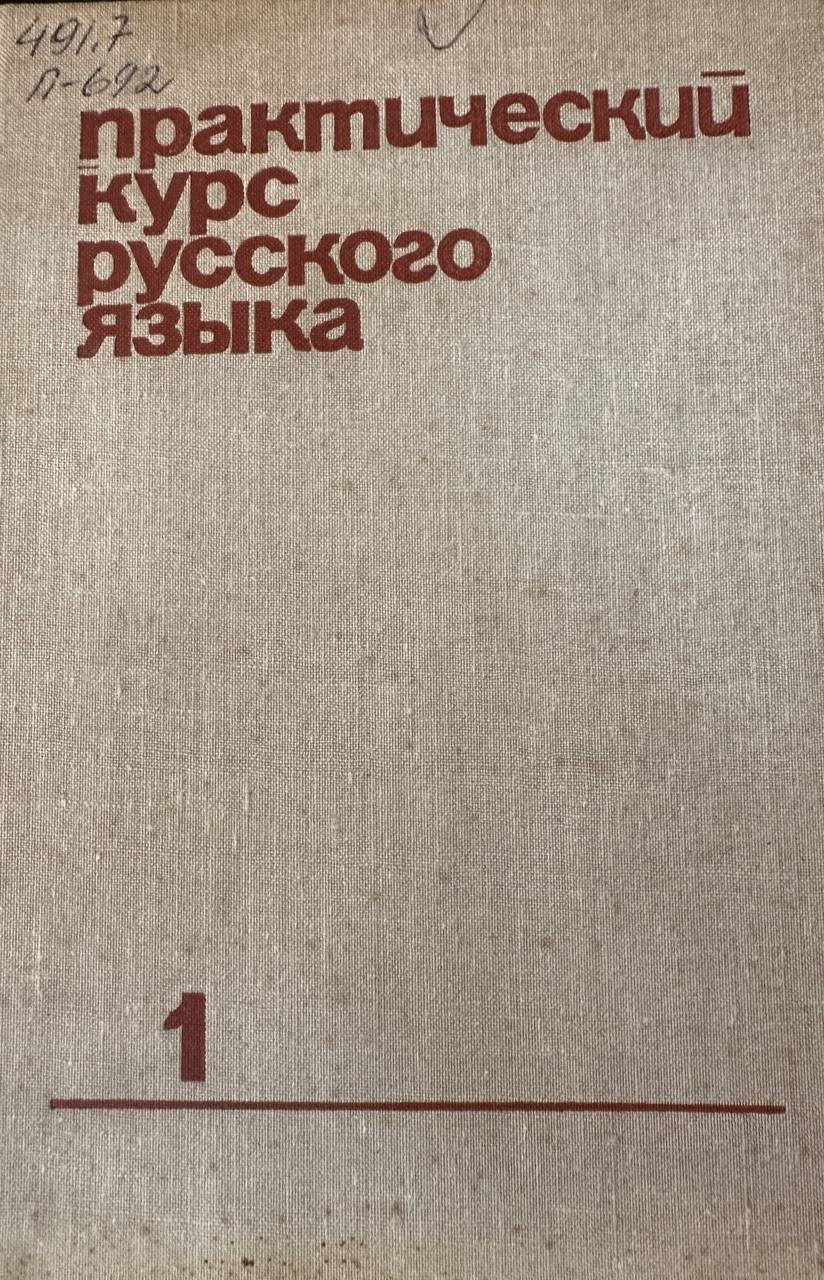 491.7
П-692
практический
курс
русского
языка
1